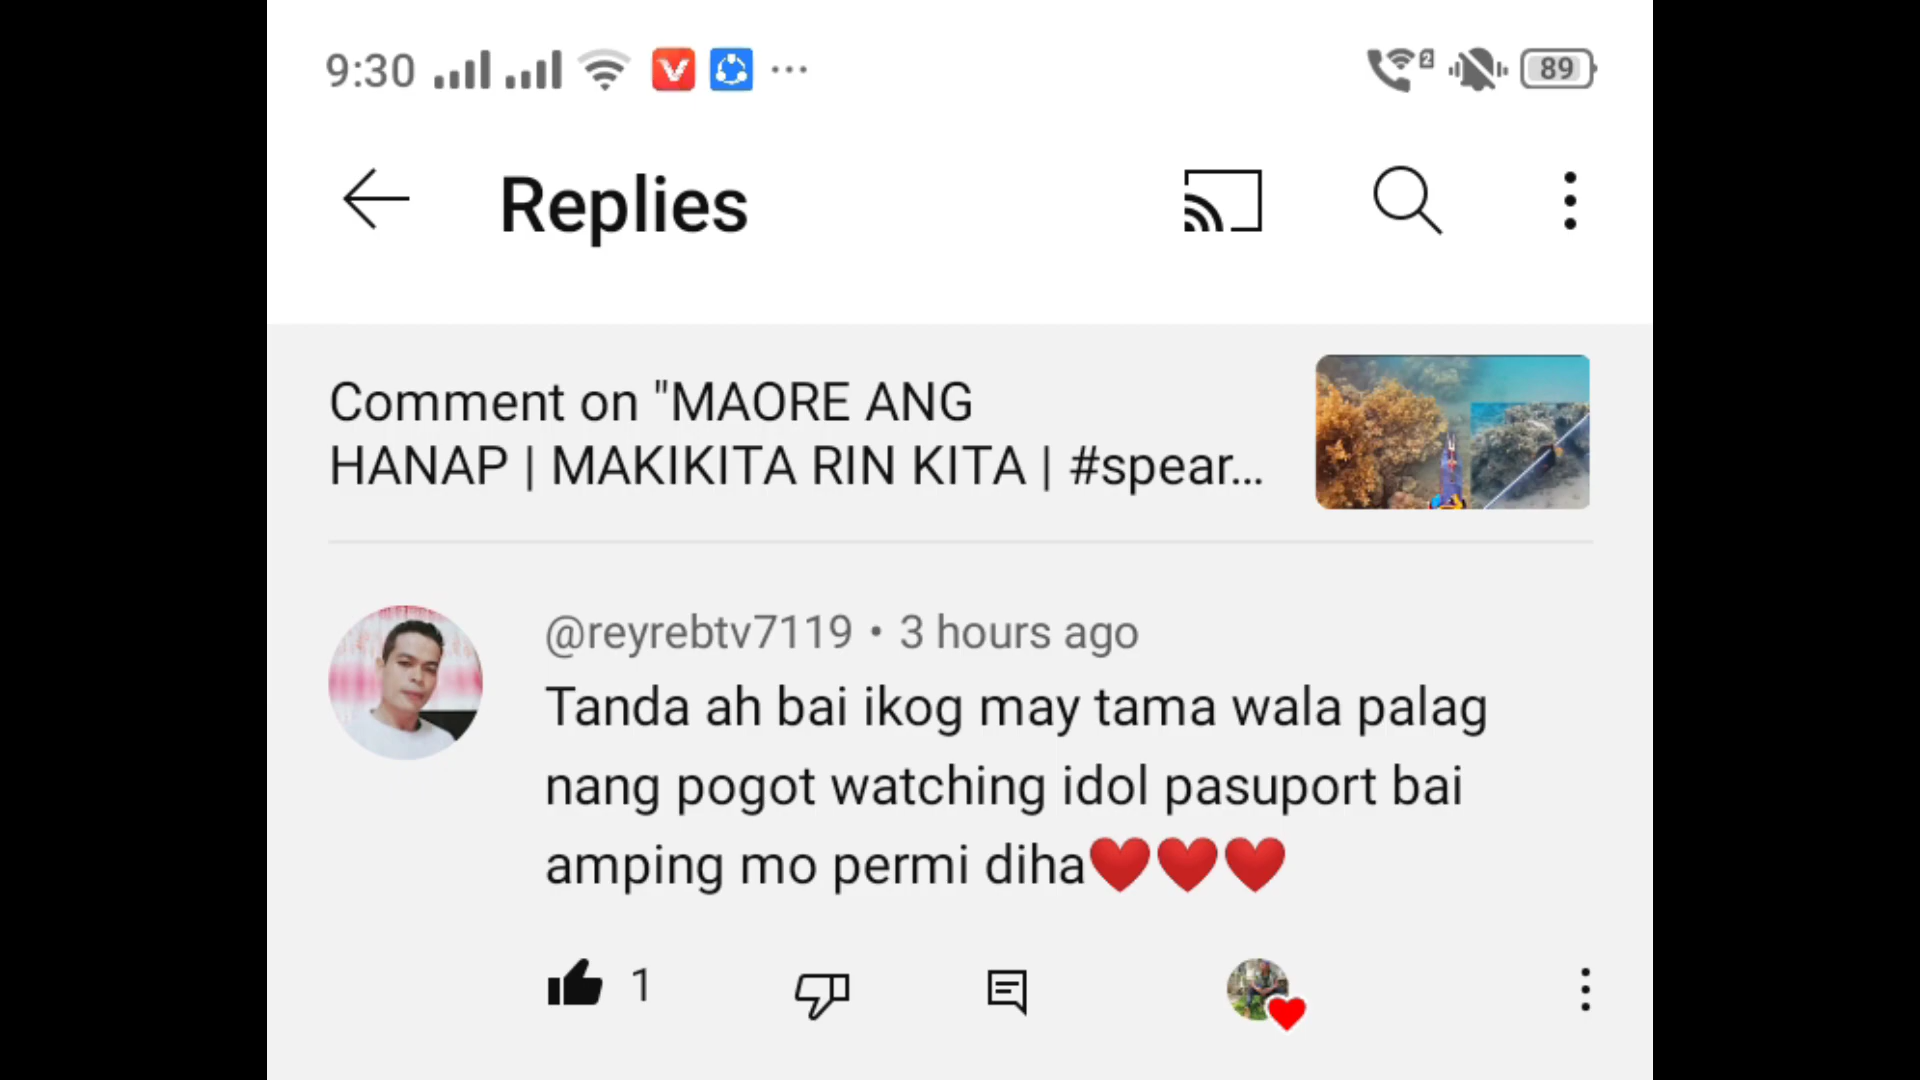 9:30
2
89
Replies
Comment on "MAORE ANG
HANAP | MAKIKITA RIN KITA | #spear...
@reyrebtv7119 • 3 hours ago
Tanda ah bai ikog may tama wala palag
nang pogot watching idol pasuport bai
amping mo permi diha❤️❤️❤️
1